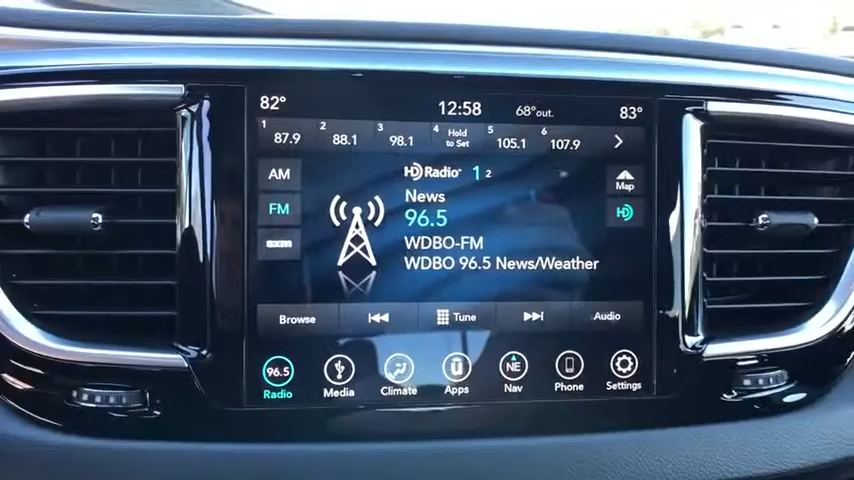 82° 12:58 68°out. 83°
1 87.9 2 88.1 3 98.1 4 Hold to Set 5 105.1 6 107.9
AM HD Radio 1 2 Map
News
FM 96.5 HD
WDBO-FM
sxm
WDBO 96.5 News/Weather
Browse Tune Audio
96.5 NE
Radio Media Climate Apps Nav Phone Settings